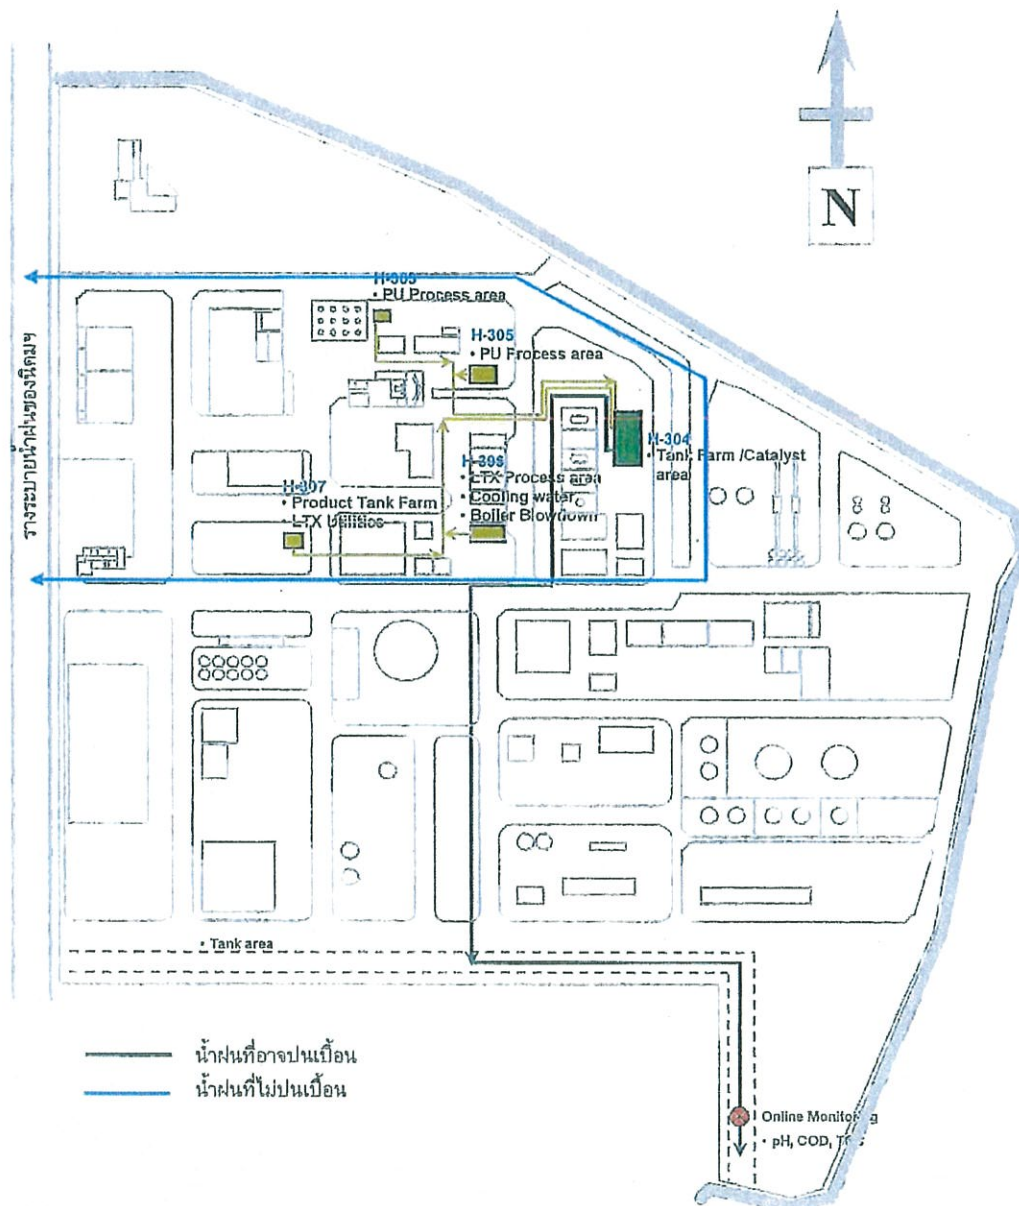 N
• PU Process area
H-305
• PU Process area
H-304
• Tank Farm /Catalyst
area
• LTX Process area
• Cooling water,
• Boiler Blowdown
H-307
• Product Tank Farm
• LTX Utilities
รางระบายน้ำฝนของนิคมฯ
• Tank area
น้ำฝนที่อาจปนเปื้อน
น้ำฝนที่ไม่ปนเปื้อน
Online Monitoring
• pH, COD,